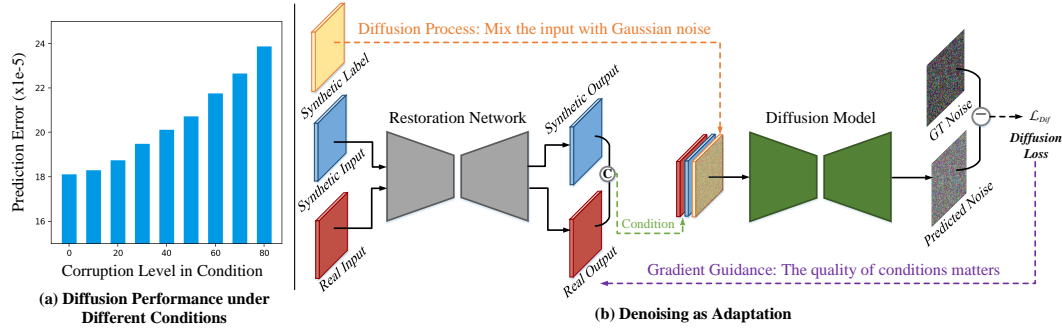 Prediction Error (x1e-5)
24
22
20
18
16
0
20
40
60
80
Corruption Level in Condition
(a) Diffusion Performance under
Different Conditions
Diffusion Process: Mix the input with Gaussian noise
Synthetic Label
Synthetic Input
Real Input
Restoration Network
Synthetic Output
C
Real Output
Condition
Diffusion Model
GT Noise
Predicted Noise
−
ℒDif
Diffusion
Loss
Gradient Guidance: The quality of conditions matters
(b) Denoising as Adaptation